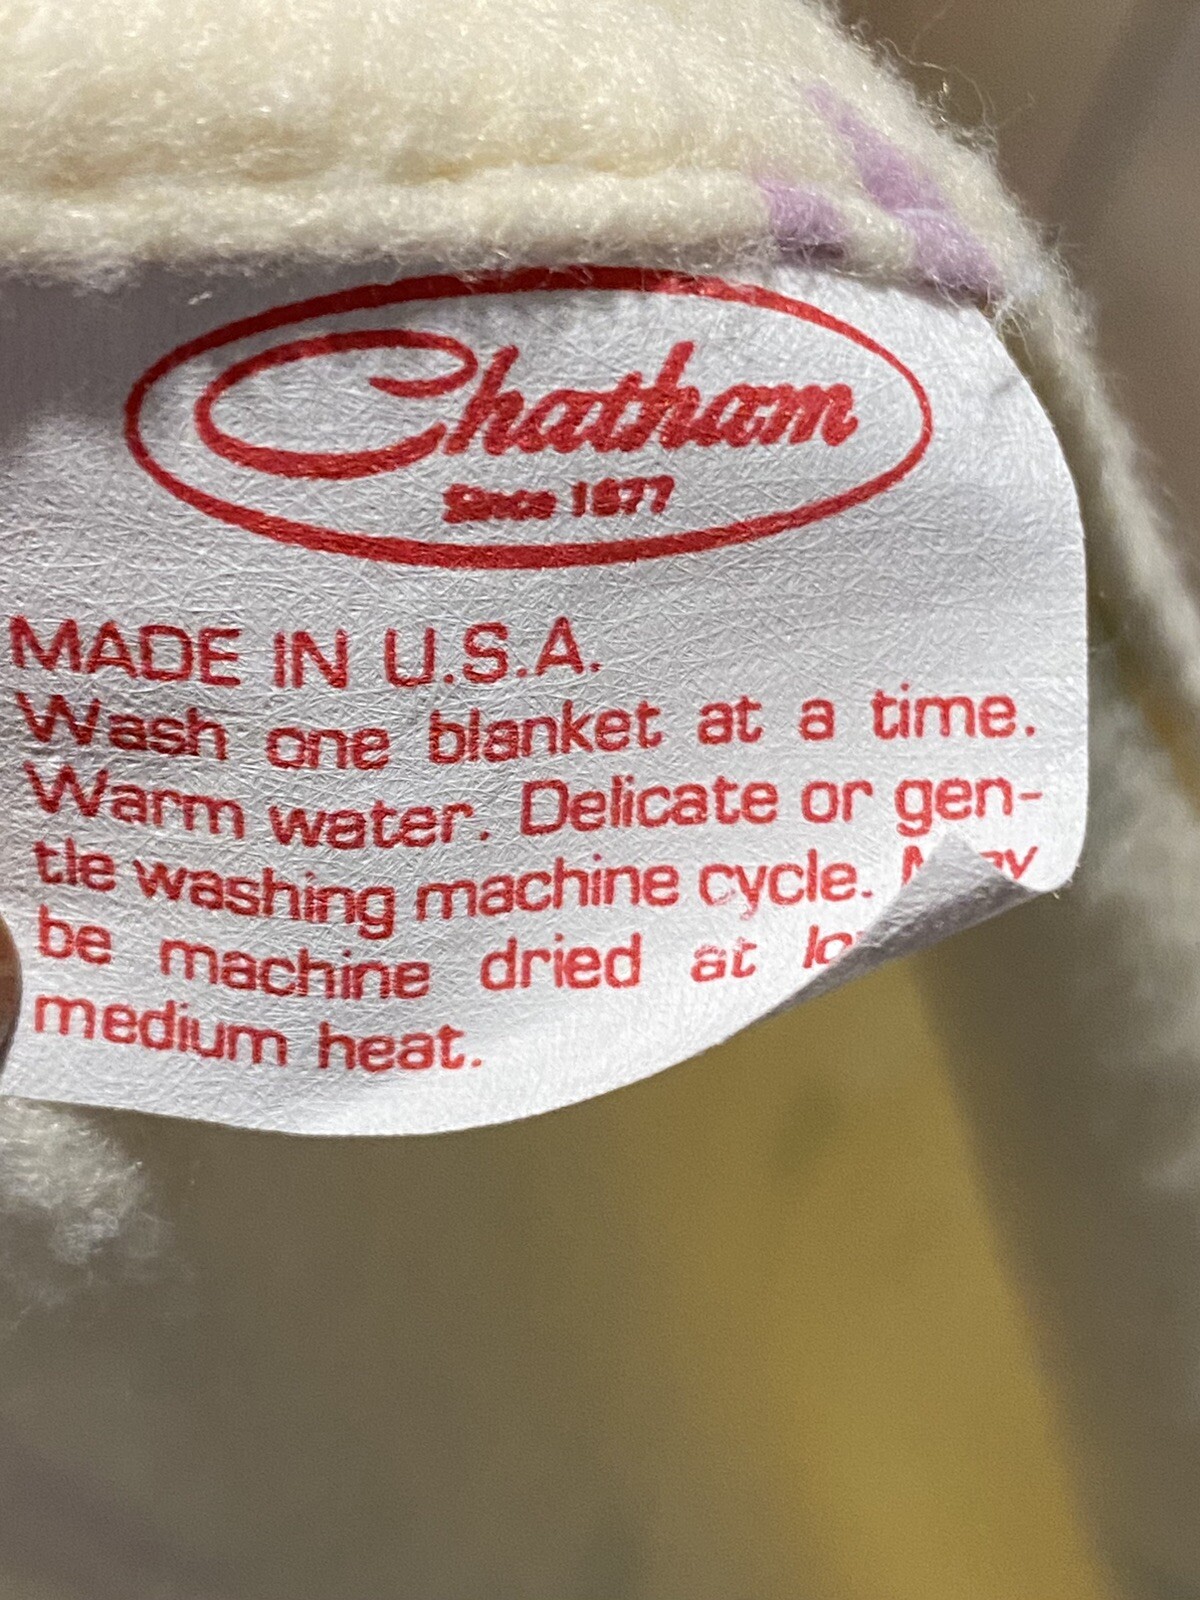 Chatham
Since 1877
MADE IN U.S.A.
Wash one blanket at a time.
Warm water. Delicate or gen-
tle washing machine cycle.
be machine dried at
medium heat.